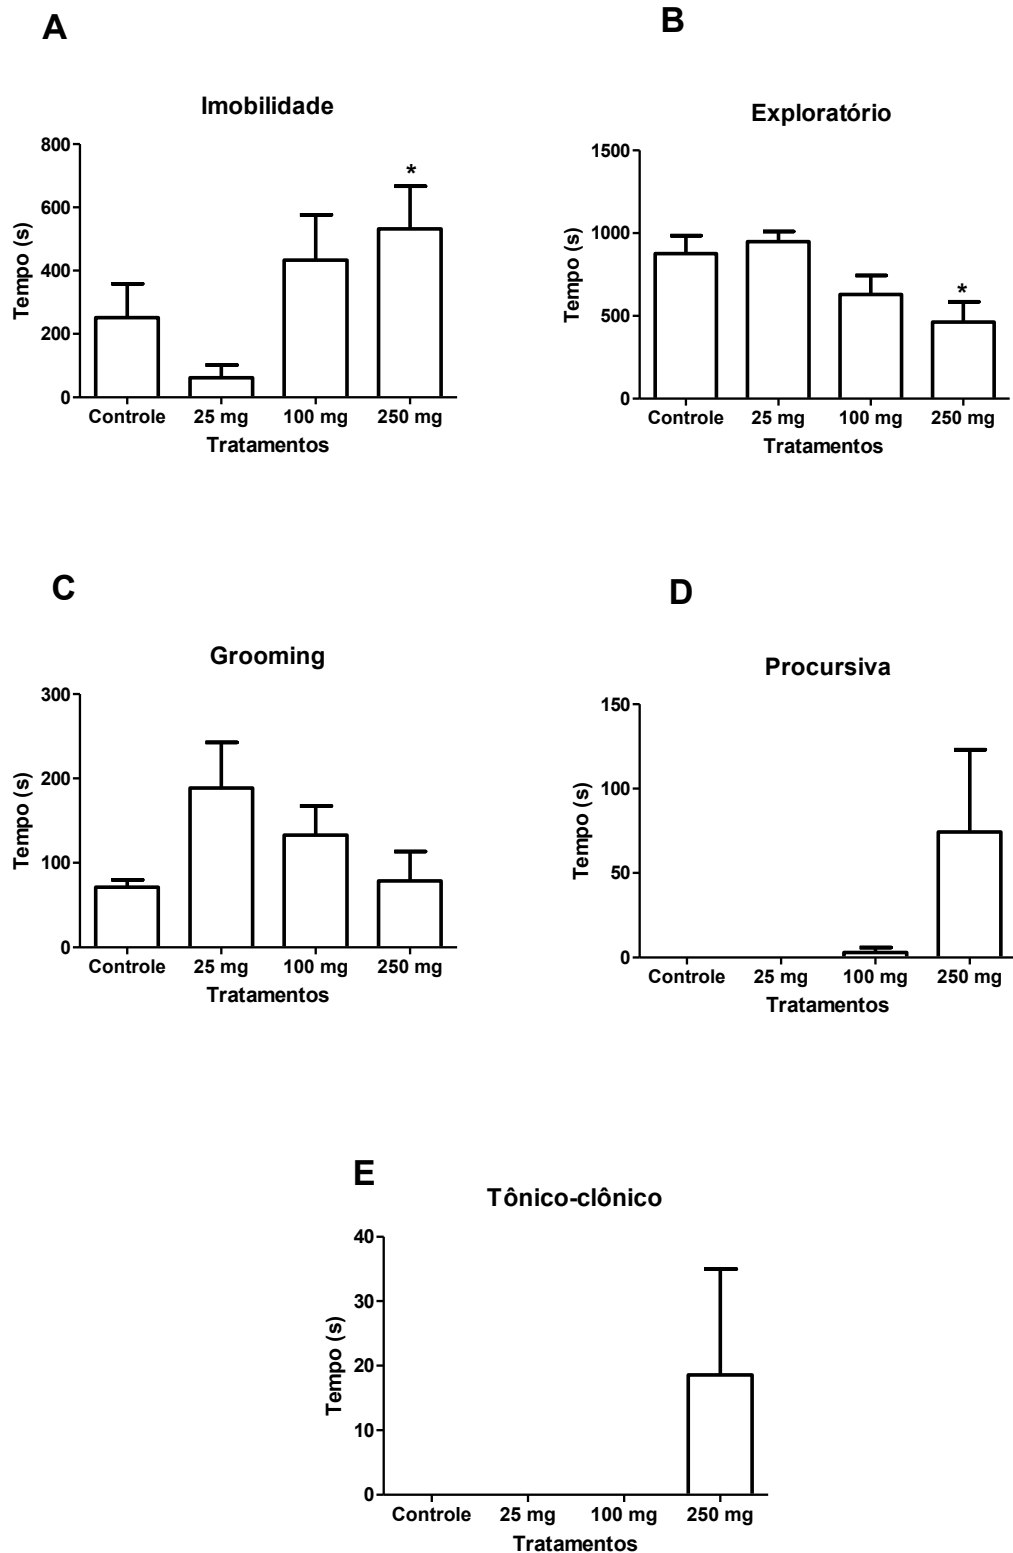 A
Imobilidade
800
600
400
200
0
Tempo (s)
*
Controle 25 mg 100 mg 250 mg
Tratamentos
B
Exploratório
1500
1000
500
0
Tempo (s)
*
Controle 25 mg 100 mg 250 mg
Tratamentos
C
Grooming
300
200
100
0
Tempo (s)
Controle 25 mg 100 mg 250 mg
Tratamentos
D
Procursiva
150
100
50
0
Tempo (s)
Controle 25 mg 100 mg 250 mg
Tratamentos
E
Tônico-clônico
40
30
20
10
0
Tempo (s)
Controle 25 mg 100 mg 250 mg
Tratamentos